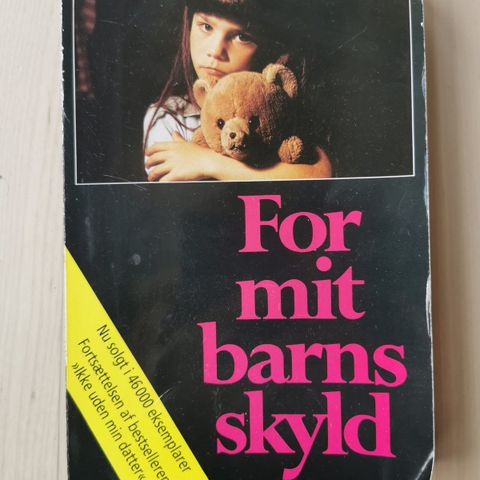 For
mit
barns
skyld
Nu solgt i 46000 eksemplarer
Fortsættelsen af bestselleren
»Ikke uden min datter«